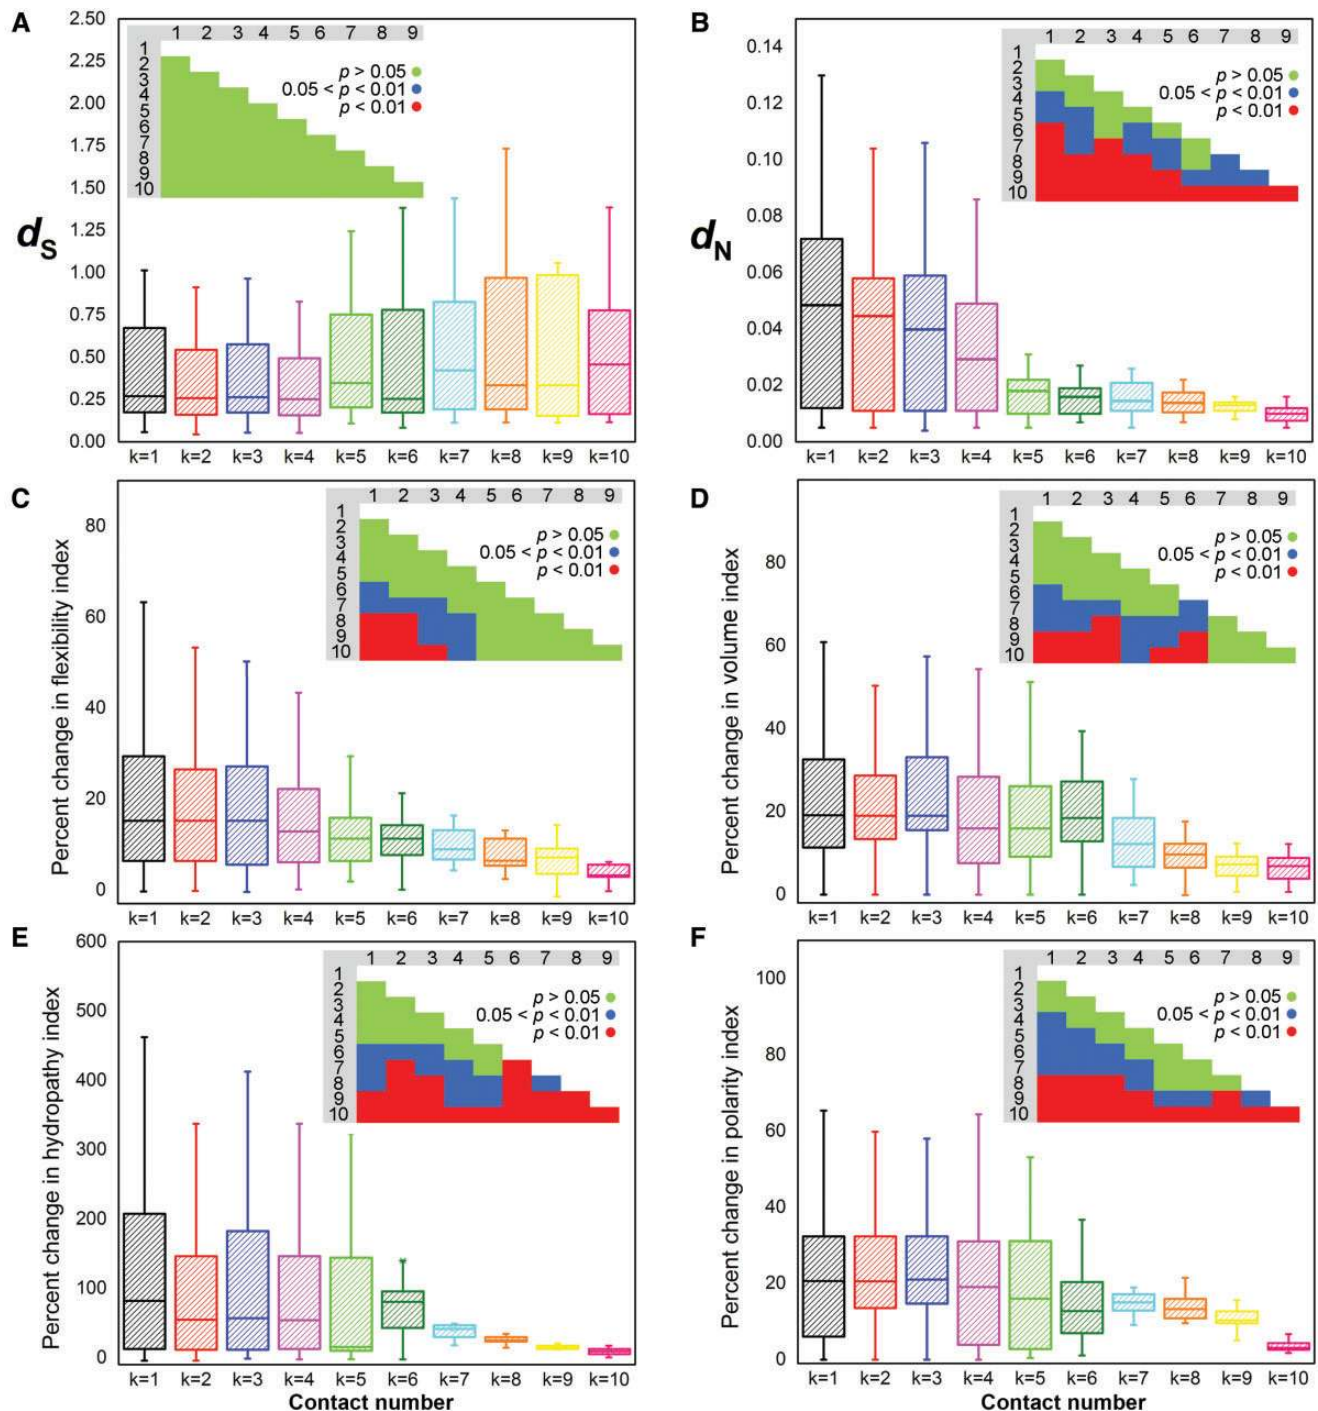 A
2.50
2.25
2.00
1.75
1.50
1.25
1.00
0.75
0.50
0.25
0.00
dS
1 2 3 4 5 6 7 8 9
1
2
3
4
5
6
7
8
9
10
p > 0.05
0.05 < p < 0.01
p < 0.01
k=1 k=2 k=3 k=4 k=5 k=6 k=7 k=8 k=9 k=10
B
0.14
0.12
0.10
0.08
0.06
0.04
0.02
0.00
dN
1 2 3 4 5 6 7 8 9
1
2
3
4
5
6
7
8
9
10
p > 0.05
0.05 < p < 0.01
p < 0.01
k=1 k=2 k=3 k=4 k=5 k=6 k=7 k=8 k=9 k=10
C
Percent change in flexibility index
80
60
40
20
0
1 2 3 4 5 6 7 8 9
1
2
3
4
5
6
7
8
9
10
p > 0.05
0.05 < p < 0.01
p < 0.01
k=1 k=2 k=3 k=4 k=5 k=6 k=7 k=8 k=9 k=10
D
Percent change in volume index
80
60
40
20
0
1 2 3 4 5 6 7 8 9
1
2
3
4
5
6
7
8
9
10
p > 0.05
0.05 < p < 0.01
p < 0.01
k=1 k=2 k=3 k=4 k=5 k=6 k=7 k=8 k=9 k=10
E
Percent change in hydropathy index
600
500
400
300
200
100
0
1 2 3 4 5 6 7 8 9
1
2
3
4
5
6
7
8
9
10
p > 0.05
0.05 < p < 0.01
p < 0.01
k=1 k=2 k=3 k=4 k=5 k=6 k=7 k=8 k=9 k=10
Contact number
F
Percent change in polarity index
100
80
60
40
20
0
1 2 3 4 5 6 7 8 9
1
2
3
4
5
6
7
8
9
10
p > 0.05
0.05 < p < 0.01
p < 0.01
k=1 k=2 k=3 k=4 k=5 k=6 k=7 k=8 k=9 k=10
Contact number